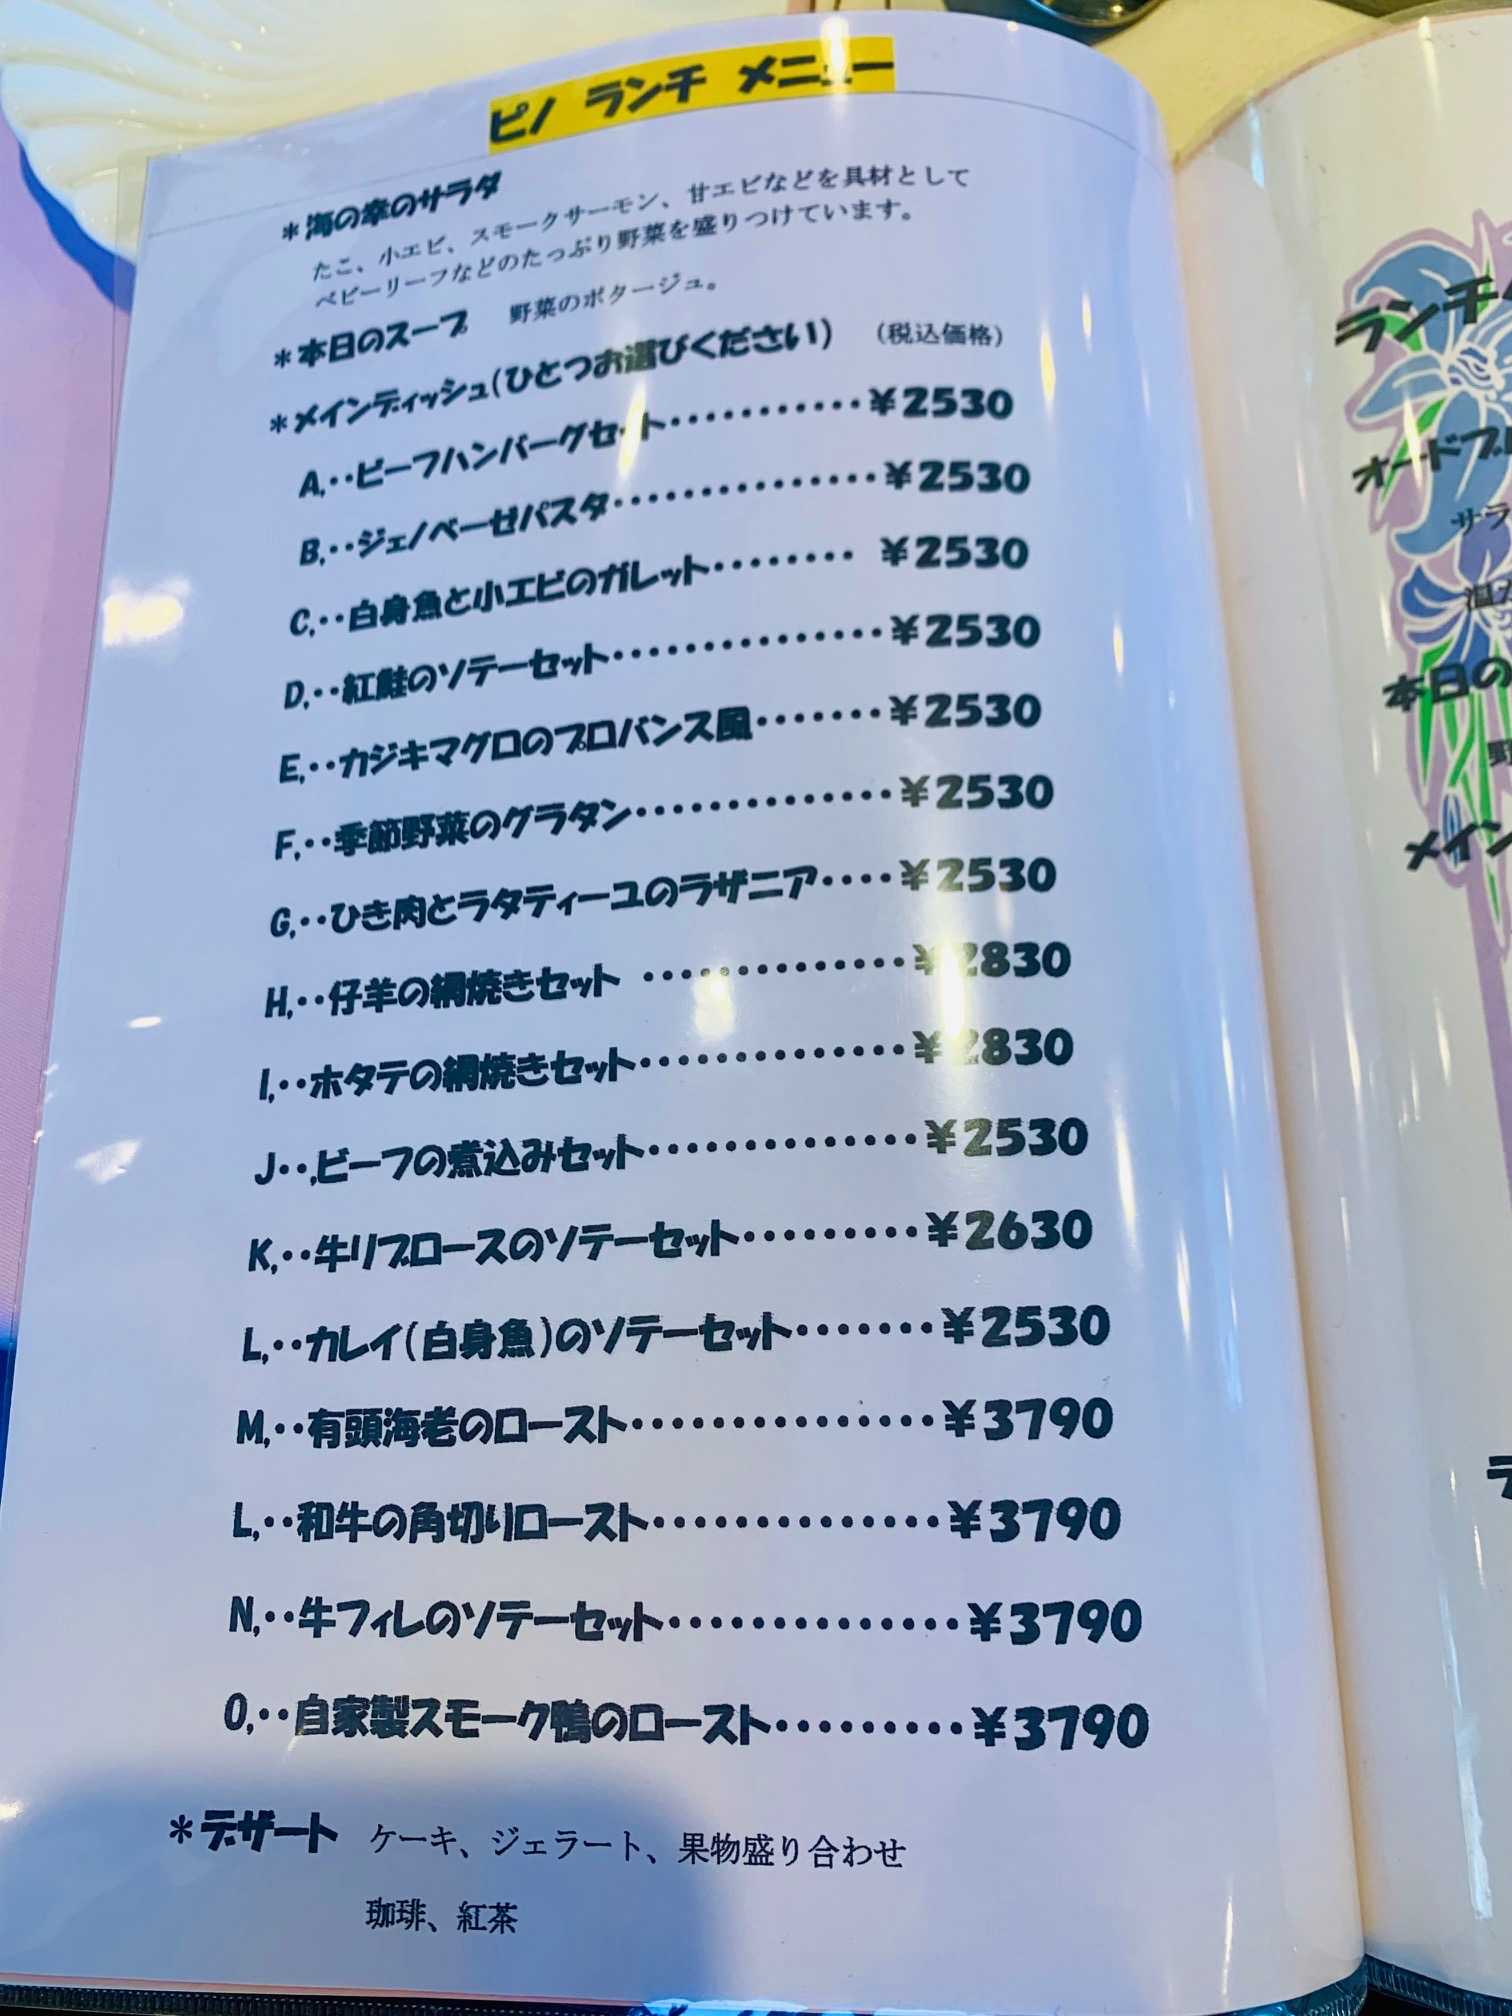 ピノ ランチ メニュー
＊海の幸のサラダ
たこ、小エビ、スモークサーモン、甘エビなどを具材として
ベビーリーフなどのたっぷり野菜を盛りつけています。
＊本日のスープ 野菜のポタージュ。
＊メインディッシュ(ひとつお選びください) (税込価格)
A,‥ビーフハンバーグセット‥‥‥‥‥‥¥2530
B,‥ジェノベーゼパスタ‥‥‥‥‥‥‥‥¥2530
C,‥白身魚と小エビのガレット‥‥‥‥ ¥2530
D,‥紅鮭のソテーセット‥‥‥‥‥‥‥‥¥2530
E,‥カジキマグロのプロバンス風‥‥‥‥¥2530
F,‥季節野菜のグラタン‥‥‥‥‥‥‥‥¥2530
G,‥ひき肉とラタティーユのラザニア‥‥¥2530
H,‥仔羊の網焼きセット ‥‥‥‥‥‥‥‥¥2830
I,‥ホタテの網焼きセット‥‥‥‥‥‥‥¥2830
J‥,ビーフの煮込みセット‥‥‥‥‥‥‥¥2530
K,‥牛リブロースのソテーセット‥‥‥‥‥¥2630
L,‥カレイ(白身魚)のソテーセット‥‥‥‥¥2530
M,‥有頭海老のロースト‥‥‥‥‥‥‥‥¥3790
L,‥和牛の角切りロースト‥‥‥‥‥‥‥¥3790
N,‥牛フィレのソテーセット‥‥‥‥‥‥‥¥3790
O,‥自家製スモーク鴨のロースト‥‥‥‥‥¥3790
＊デザート ケーキ、ジェラート、果物盛り合わせ
珈琲、紅茶
ランチ
オードブ
サラ
本日の
メイン